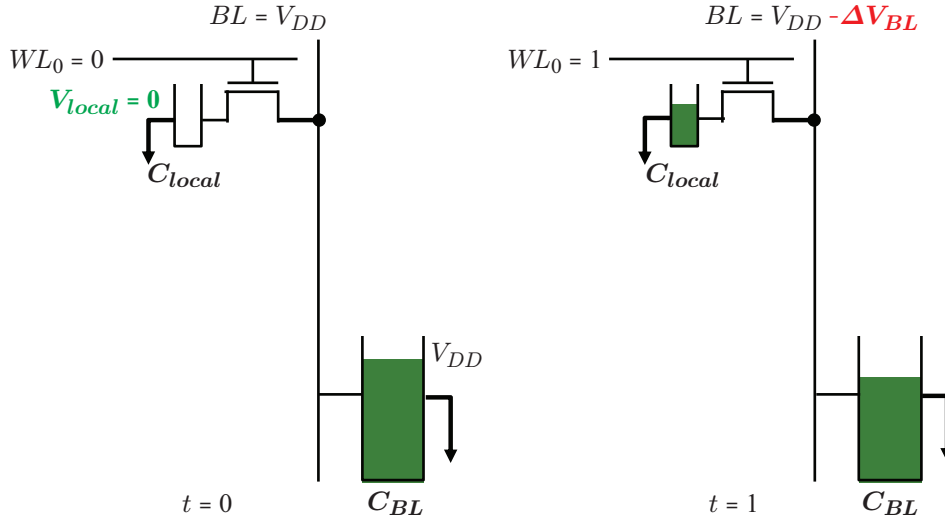 BL = V_DD
WL_0 = 0
V_local = 0
C_local
V_DD
C_BL
t = 0
BL = V_DD - ΔV_BL
WL_0 = 1
C_local
C_BL
t = 1